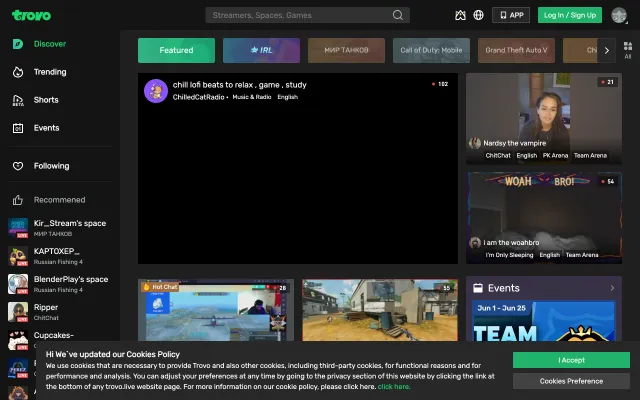 trovo
Streamers, Spaces, Games
APP
Log In / Sign Up
Discover
Trending
Shorts
BETA
Events
Following
Recommened
Kir_Stream's space
МИР ТАНКОВ
LIVE
KAPTOXEP_
Russian Fishing 4
LIVE
BlenderPlay's space
Russian Fishing 4
LIVE
Ripper
ChitChat
LIVE
Cupcakes-
LIVE
Featured
IRL
МИР ТАНКОВ
Call of Duty: Mobile
Grand Theft Auto V
All
chill lofi beats to relax , game , study
ChilledCatRadio • Music & Radio English
102
21
Nardsy the vampire
ChitChat English PK Arena Team Arena
WOAH BRO!
54
I am the woahbro
I'm Only Sleeping English Team Arena
Hot Chat
28
55
Events
Jun 1 - Jun 25
TEAM
Hi We`ve updated our Cookies Policy
We use cookies that are necessary to provide Trovo and also other cookies, including third-party cookies, for functional reasons and for
performance and analysis. You can adjust your preferences at any time by going to the privacy section of this website by clicking the link at
the bottom of any trovo.live website page. For more information on our cookie policy, please click here. click here.
I Accept
Cookies Preference